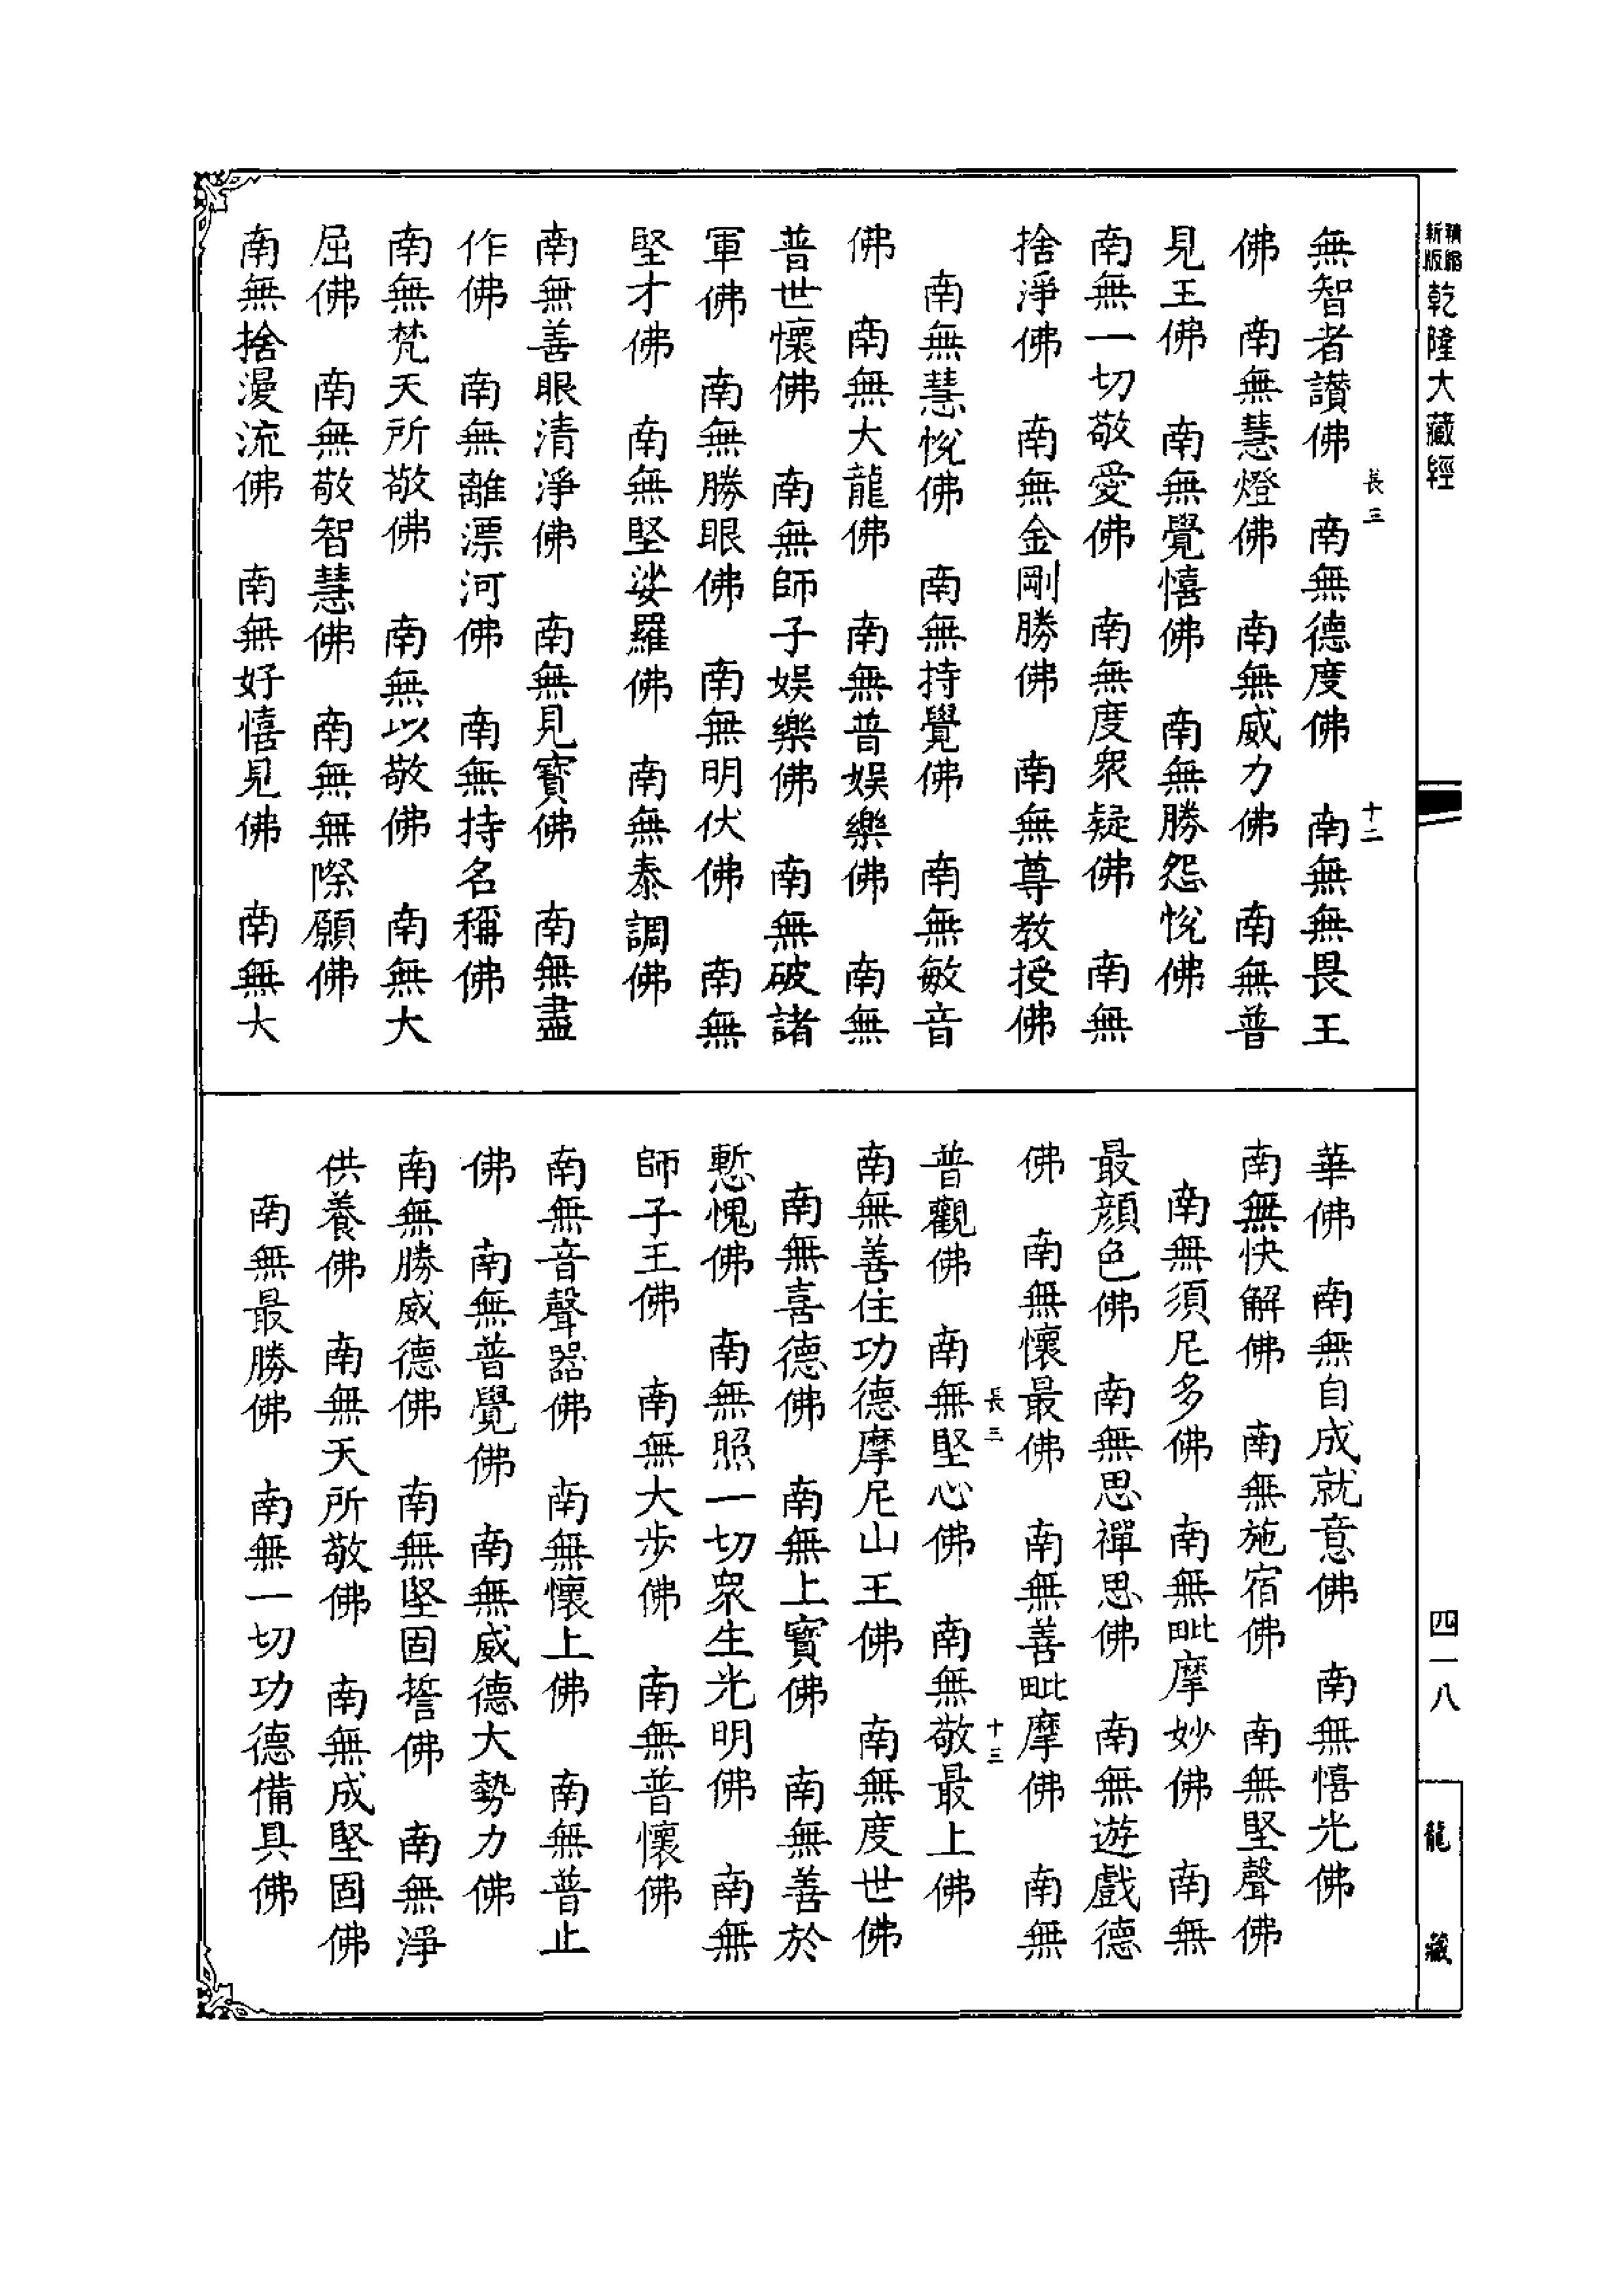 新版
精縮
乾隆大藏經
四一八
龍藏
長三 十二
無智者讚佛 南無德度佛 南無無畏王
佛 南無慧燈佛 南無威力佛 南無普
見王佛 南無覺憘佛 南無勝怨悅佛
南無一切敬愛佛 南無度眾疑佛 南無
捨淨佛 南無金剛勝佛 南無尊教授佛
南無慧悅佛 南無持覺佛 南無敏音
佛 南無大龍佛 南無普娛樂佛 南無
普世懷佛 南無師子娛樂佛 南無破諸
軍佛 南無勝眼佛 南無明伏佛 南無
堅才佛 南無堅娑羅佛 南無泰調佛
南無善眼清淨佛 南無見寶佛 南無盡
作佛 南無離漂河佛 南無持名稱佛
南無梵天所敬佛 南無以敬佛 南無大
屈佛 南無敬智慧佛 南無無際願佛
南無捨漫流佛 南無好憘見佛 南無大
華佛 南無自成就意佛 南無憘光佛
南無快解佛 南無施宿佛 南無堅聲佛
南無須尼多佛 南無毗摩妙佛 南無
最顏色佛 南無思禪思佛 南無遊戲德
佛 南無懷最佛 南無善毗摩佛 南無
長三 十三
普觀佛 南無堅心佛 南無敬最上佛
南無善住功德摩尼山王佛 南無度世佛
南無喜德佛 南無上寶佛 南無善於
慙愧佛 南無照一切眾生光明佛 南無
師子王佛 南無大步佛 南無普懷佛
南無音聲器佛 南無懷上佛 南無普止
佛 南無普覺佛 南無威德大勢力佛
南無勝威德佛 南無堅固誓佛 南無淨
供養佛 南無天所敬佛 南無成堅固佛
南無最勝佛 南無一切功德備具佛